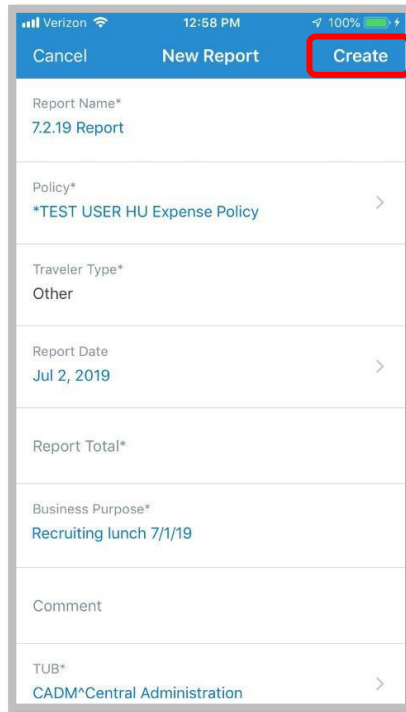 Verizon 12:58 PM 100%
Cancel New Report Create
Report Name*
7.2.19 Report
Policy*
*TEST USER HU Expense Policy
Traveler Type*
Other
Report Date
Jul 2, 2019
Report Total*
Business Purpose*
Recruiting lunch 7/1/19
Comment
TUB*
CADM^Central Administration